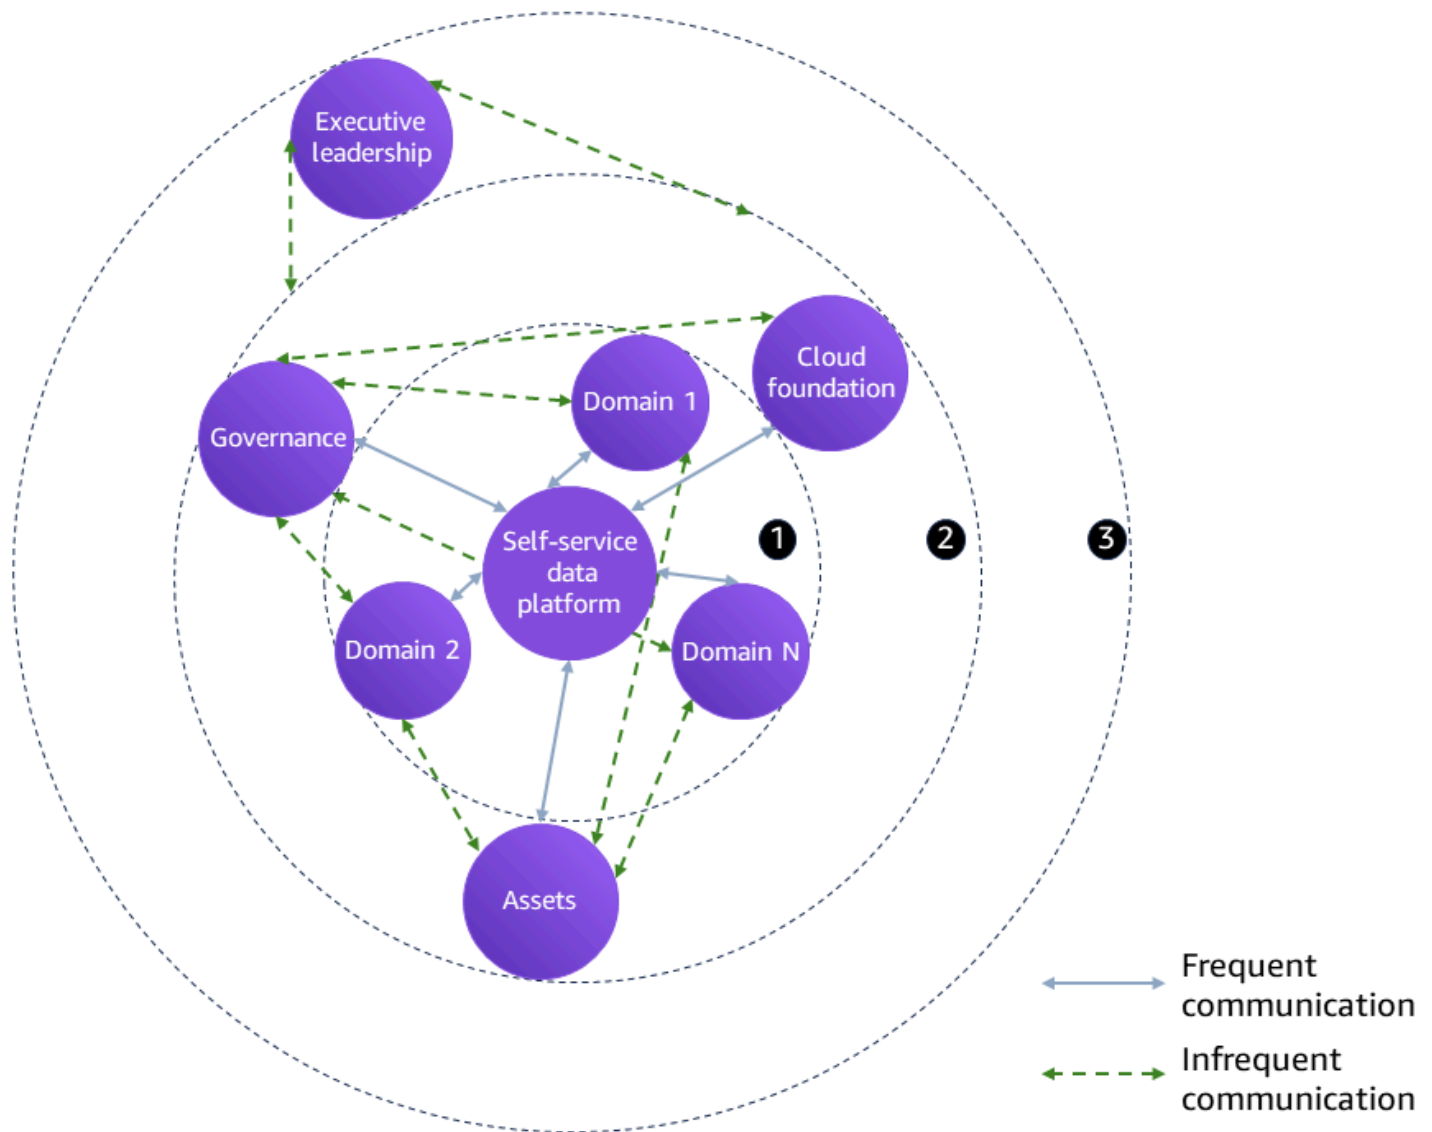 Executive
leadership
Cloud
foundation
Domain 1
Governance
Self-service
data
platform
1
2
3
Domain 2
Domain N
Assets
Frequent
communication
Infrequent
communication